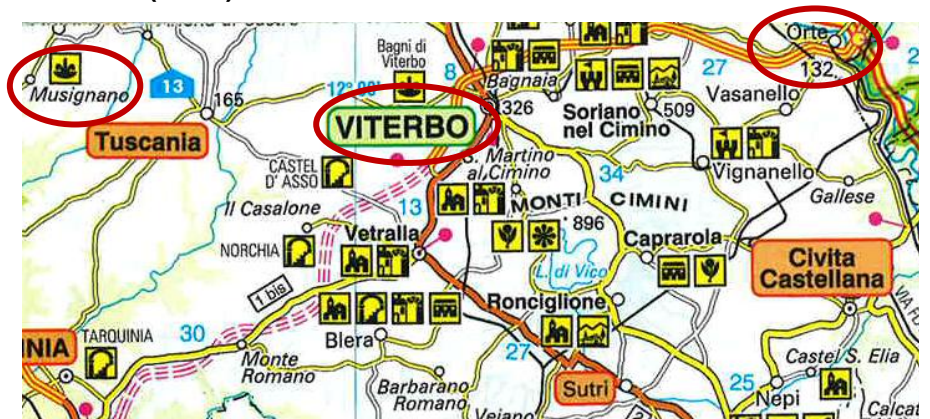 Orte
132
2
Musignano
13
165
Tuscania
Bagni di
Viterbo
8
Bagnaia
27
326
VITERBO
Soriano
nel Cimino
509
Vasanello
Vignanello
S. Martino
al Cimino
34
CASTEL
D' ASSO
Il Casalone
13
MONTI CIMINI
896
Gallese
NORCHIA
Vetralla
Caprarola
L. di Vico
Civita
Castellana
1 bis
Ronciglione
TARQUINIA
30
Blera
Monte
Romano
27
Sutri
Castel S. Elia
25
Nepi
Barbarano
Romano